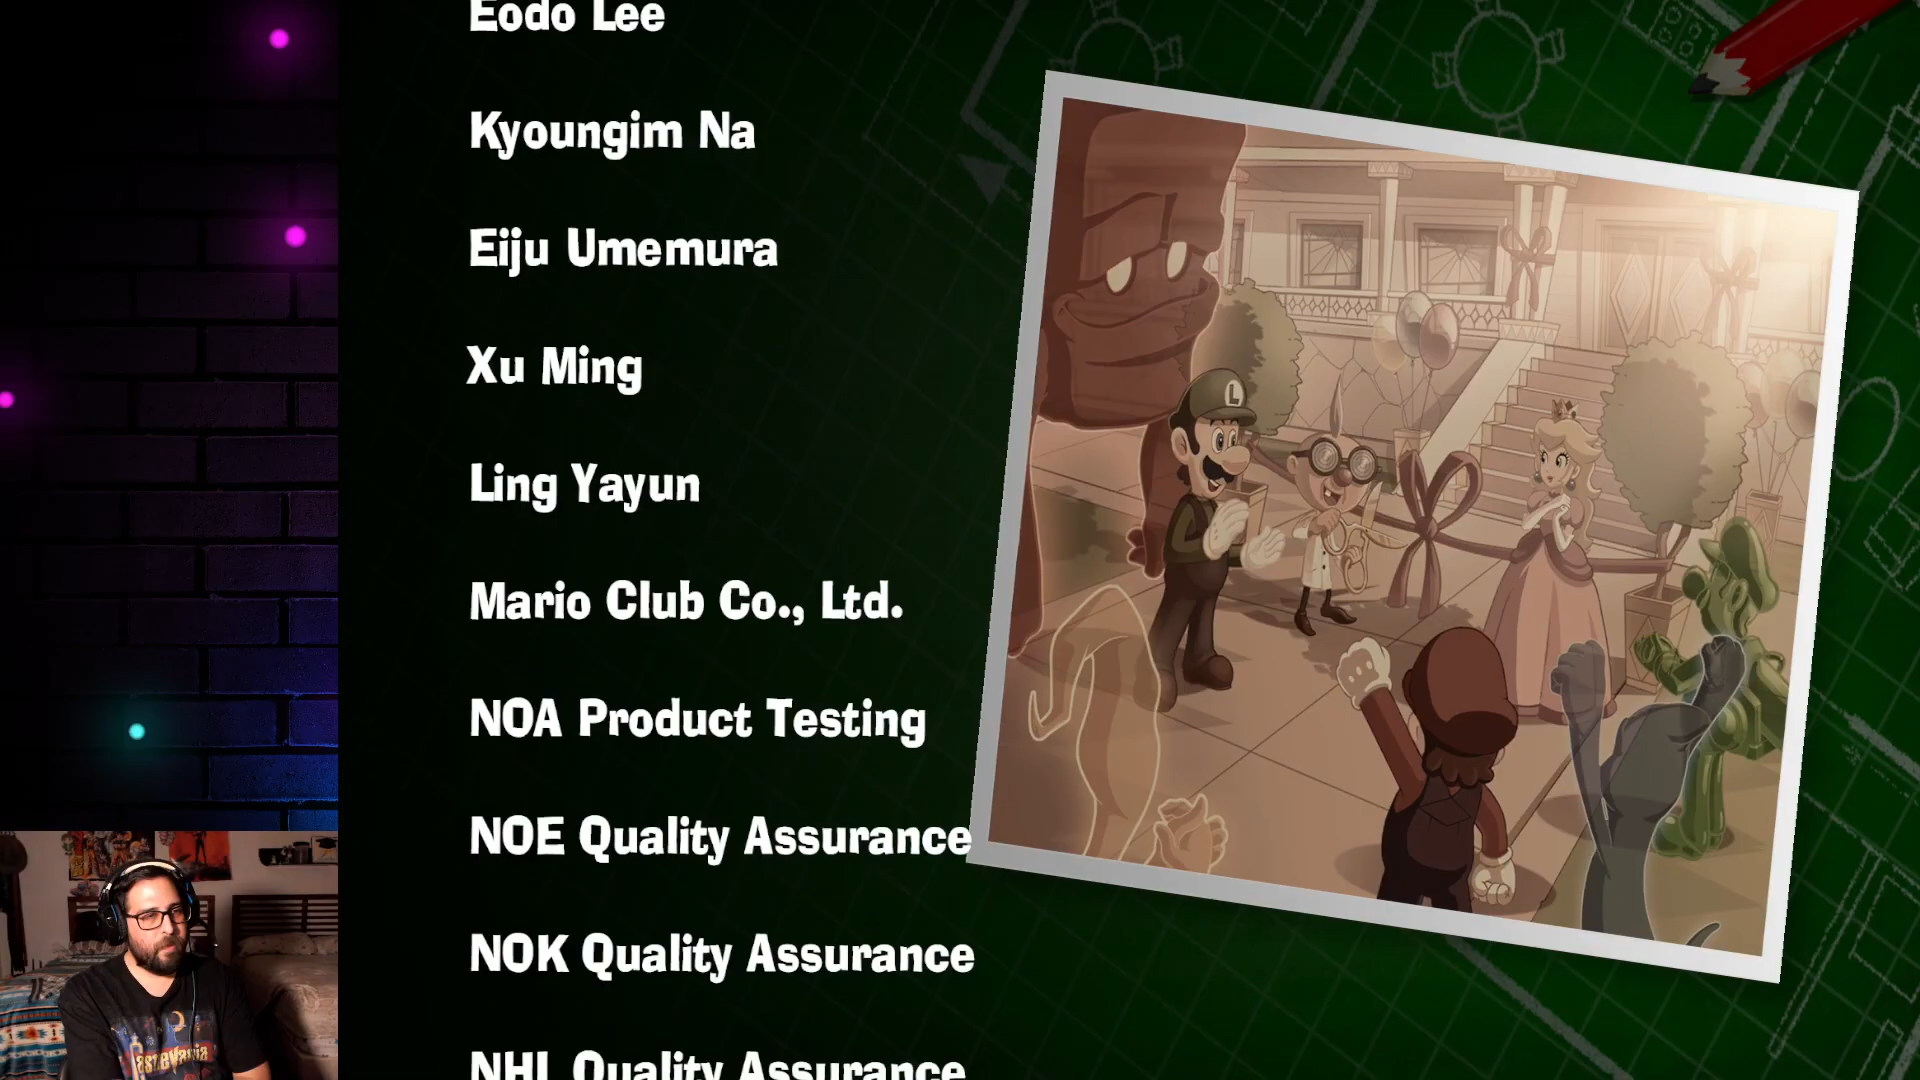 Eodo Lee
Kyoungim Na
Eiju Umemura
Xu Ming
Ling Yayun
Mario Club Co., Ltd.
NOA Product Testing
NOE Quality Assurance
NOK Quality Assurance
NHL Quality Assurance
L
Castlevania